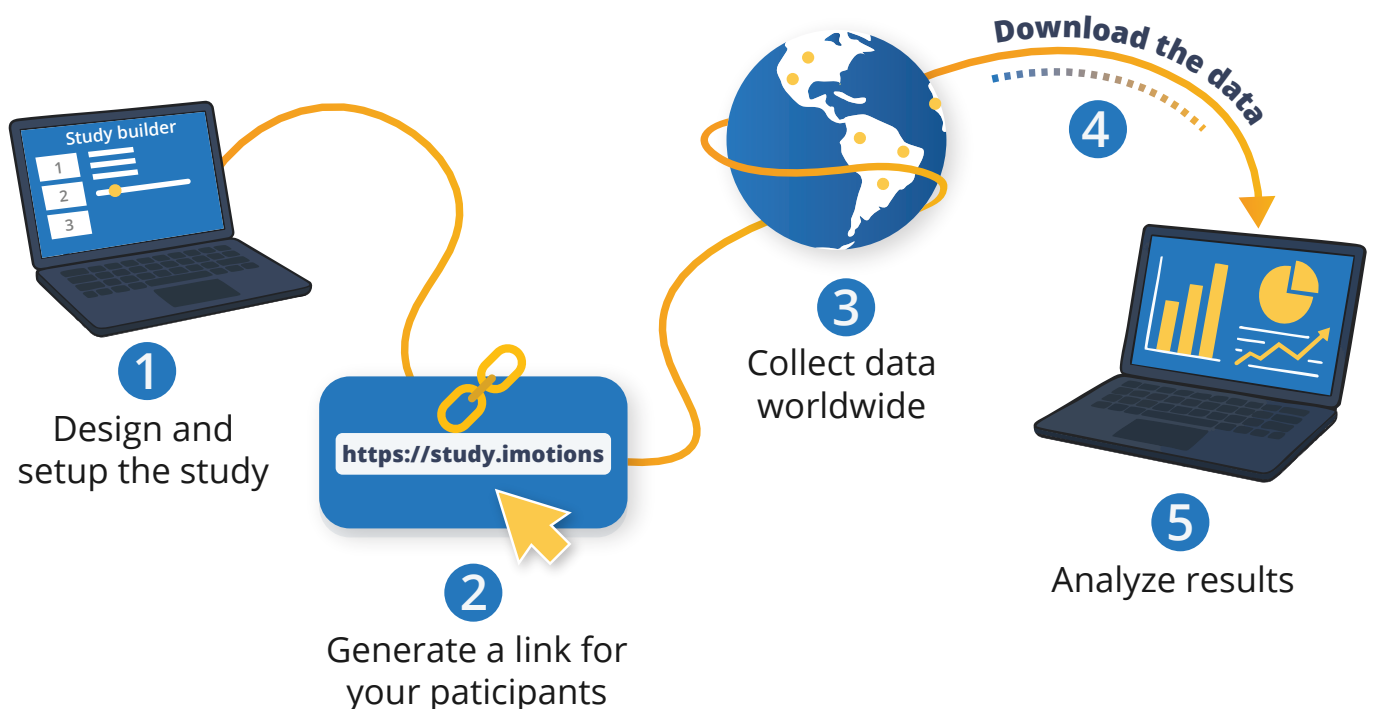 Study builder
1
2
3
1
Design and
setup the study
https://study.imotions
2
Generate a link for
your paticipants
3
Collect data
worldwide
Download the data
4
5
Analyze results